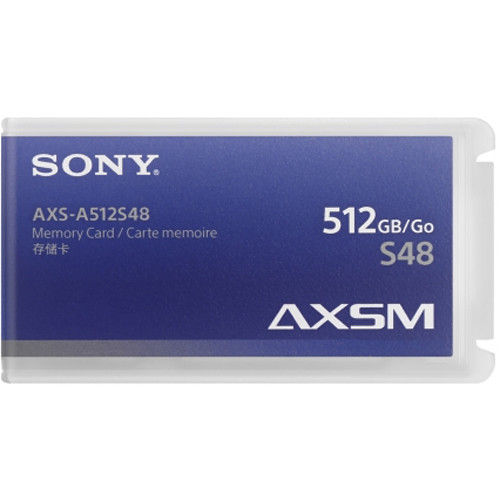 SONY®
AXS-A512S48
Memory Card / Carte memoire
存储卡
512GB/Go
S48
AXSM